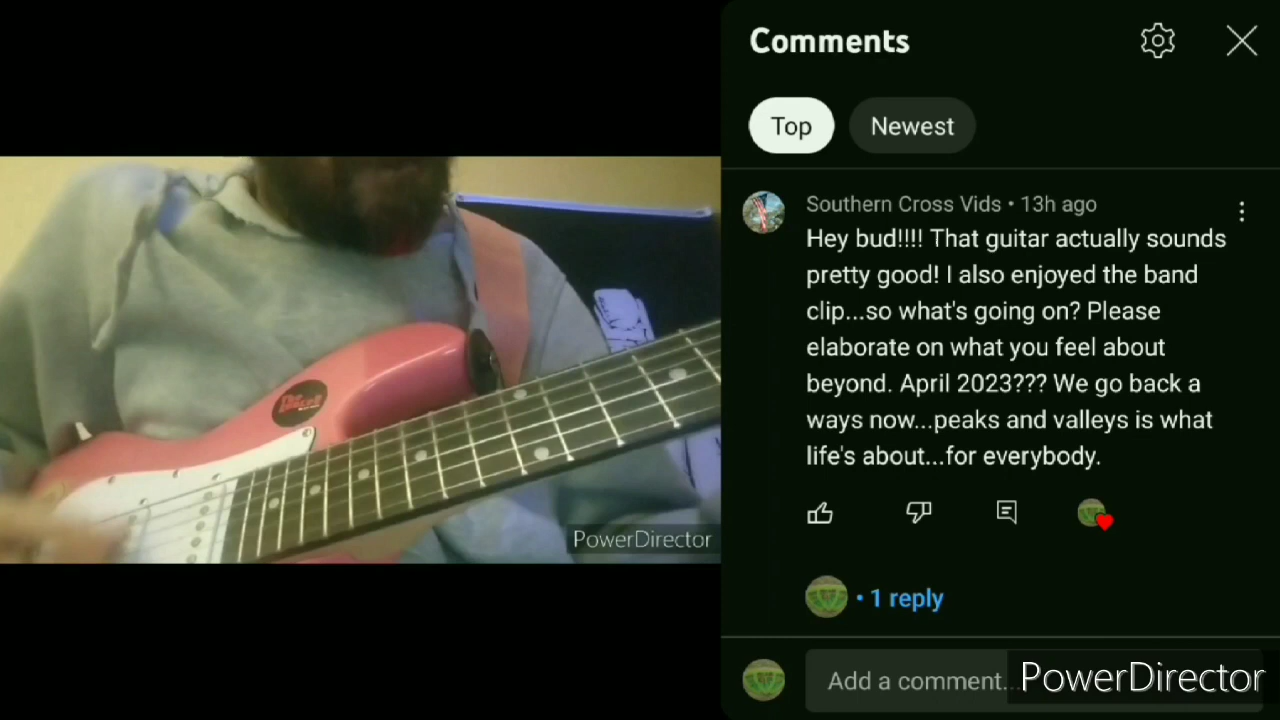 Comments
Top
Newest
Southern Cross Vids • 13h ago
Hey bud!!!! That guitar actually sounds
pretty good! I also enjoyed the band
clip...so what's going on? Please
elaborate on what you feel about
beyond. April 2023??? We go back a
ways now...peaks and valleys is what
life's about...for everybody.
• 1 reply
Add a comment...
PowerDirector
PowerDirector